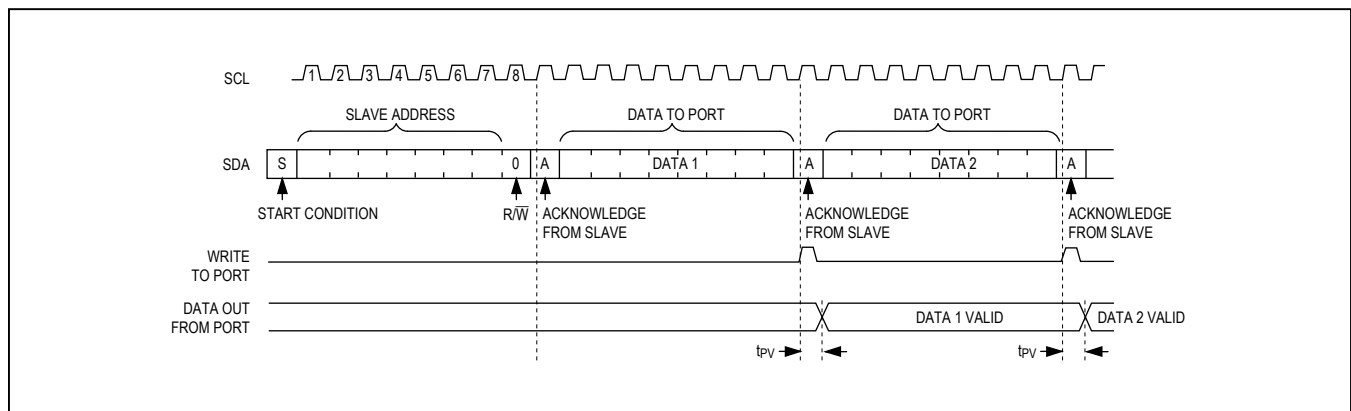 SCL
1 2 3 4 5 6 7 8
SLAVE ADDRESS
DATA TO PORT
DATA TO PORT
SDA
S
0
A
DATA 1
A
DATA 2
A
START CONDITION
R/W̅
ACKNOWLEDGE
FROM SLAVE
ACKNOWLEDGE
FROM SLAVE
ACKNOWLEDGE
FROM SLAVE
WRITE
TO PORT
DATA OUT
FROM PORT
DATA 1 VALID
DATA 2 VALID
tPV
tPV